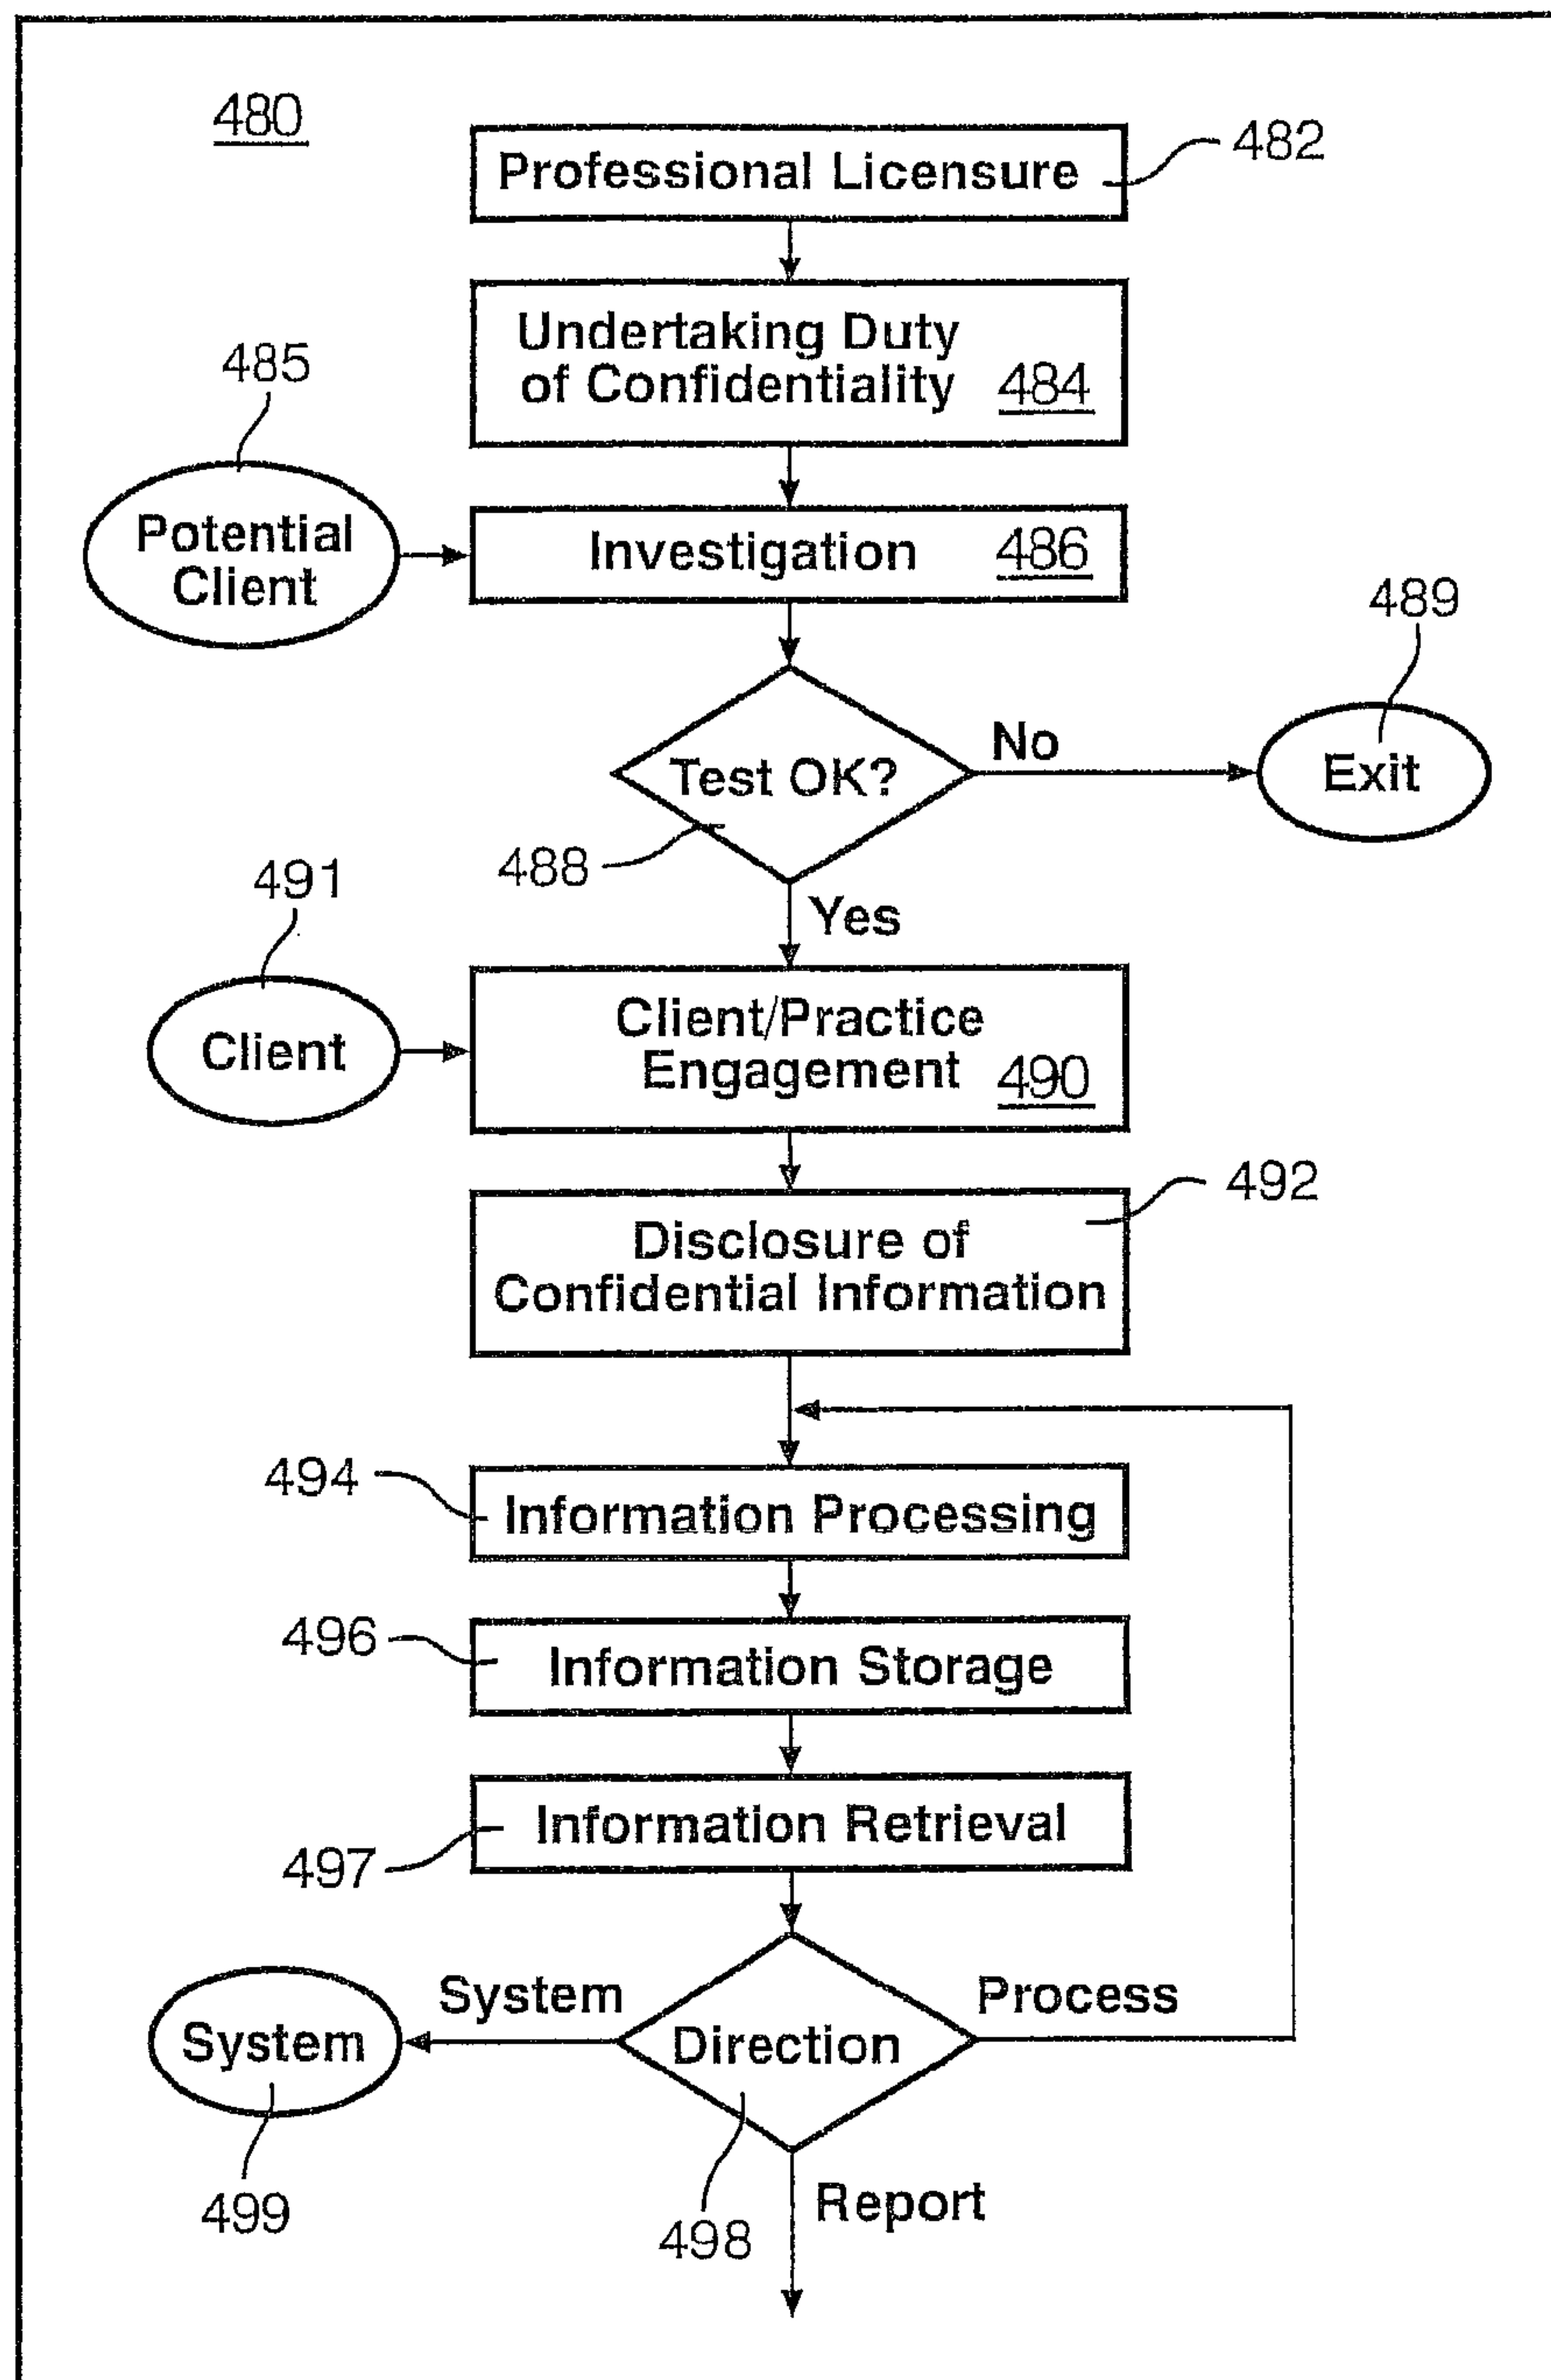 480
Professional Licensure
482
Undertaking Duty
of Confidentiality 484
485
Potential
Client
Investigation 486
489
Test OK?
No
Exit
488
Yes
491
Client
Client/Practice
Engagement 490
492
Disclosure of
Confidential Information
494
Information Processing
496
Information Storage
Information Retrieval
497
System
Process
System
Direction
499
498
Report